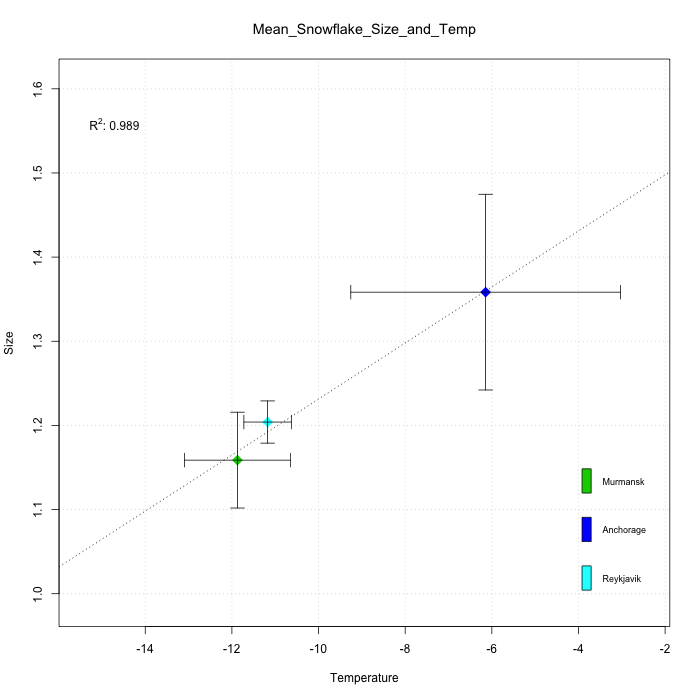 Mean_Snowflake_Size_and_Temp
R²: 0.989
1.6
1.5
1.4
1.3
1.2
1.1
1.0
Size
Murmansk
Anchorage
Reykjavik
-14 -12 -10 -8 -6 -4 -2
Temperature